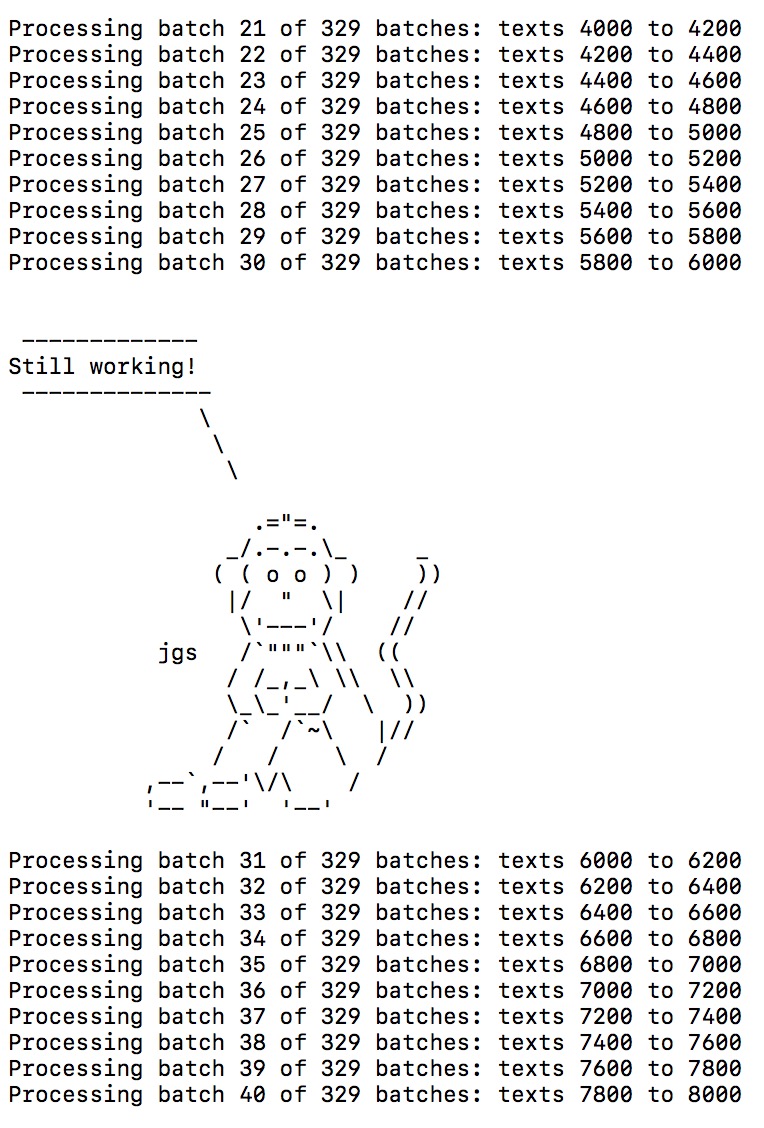 Processing batch 21 of 329 batches: texts 4000 to 4200
Processing batch 22 of 329 batches: texts 4200 to 4400
Processing batch 23 of 329 batches: texts 4400 to 4600
Processing batch 24 of 329 batches: texts 4600 to 4800
Processing batch 25 of 329 batches: texts 4800 to 5000
Processing batch 26 of 329 batches: texts 5000 to 5200
Processing batch 27 of 329 batches: texts 5200 to 5400
Processing batch 28 of 329 batches: texts 5400 to 5600
Processing batch 29 of 329 batches: texts 5600 to 5800
Processing batch 30 of 329 batches: texts 5800 to 6000
Still working!
jgs
Processing batch 31 of 329 batches: texts 6000 to 6200
Processing batch 32 of 329 batches: texts 6200 to 6400
Processing batch 33 of 329 batches: texts 6400 to 6600
Processing batch 34 of 329 batches: texts 6600 to 6800
Processing batch 35 of 329 batches: texts 6800 to 7000
Processing batch 36 of 329 batches: texts 7000 to 7200
Processing batch 37 of 329 batches: texts 7200 to 7400
Processing batch 38 of 329 batches: texts 7400 to 7600
Processing batch 39 of 329 batches: texts 7600 to 7800
Processing batch 40 of 329 batches: texts 7800 to 8000